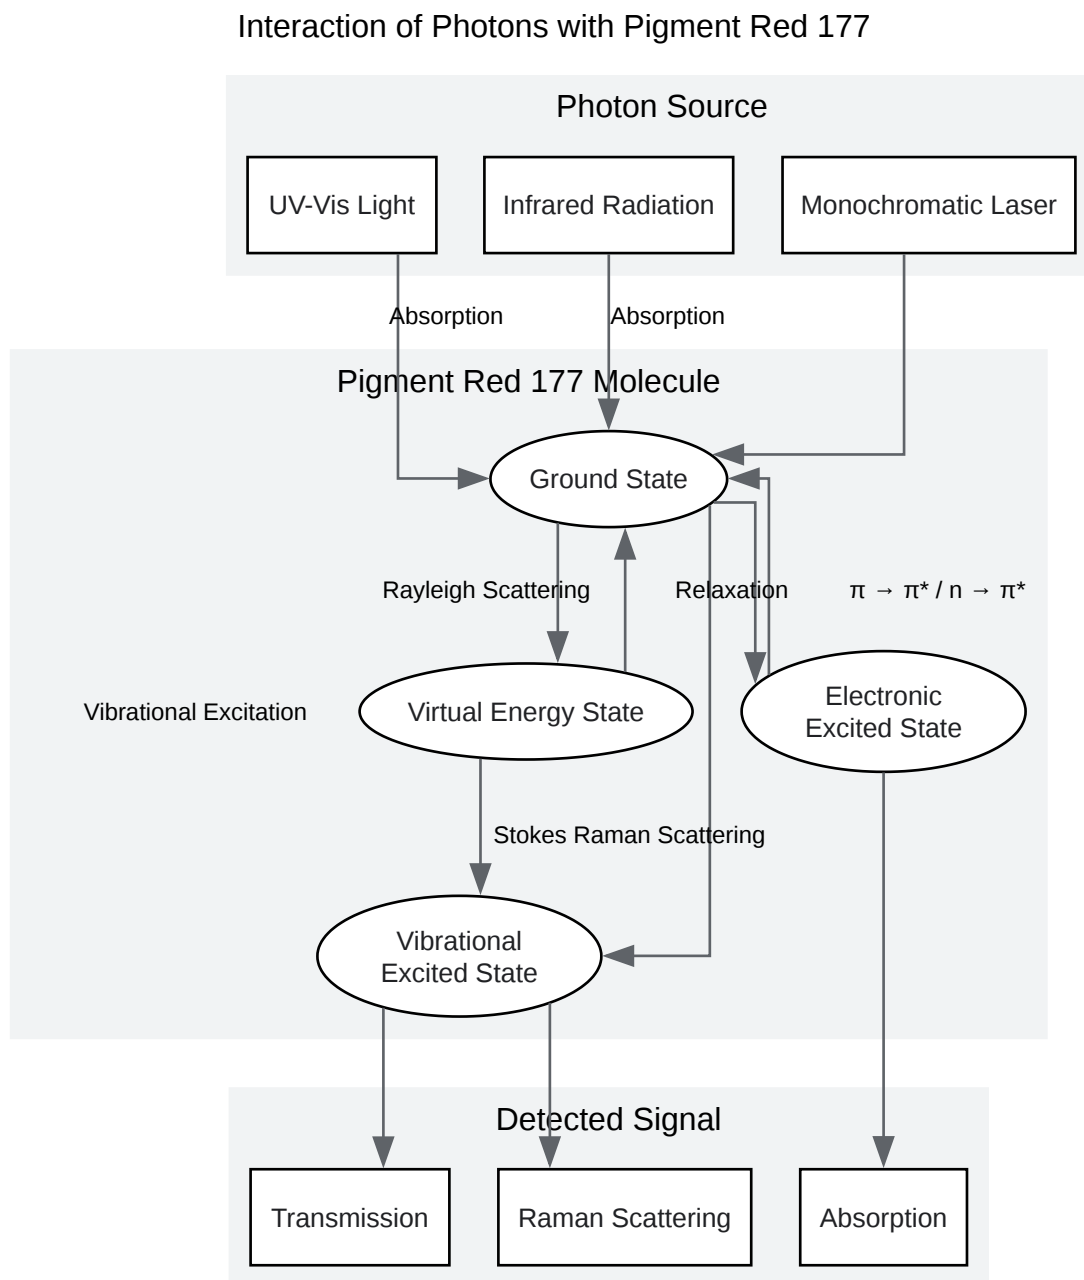 Interaction of Photons with Pigment Red 177
Photon Source
UV-Vis Light
Infrared Radiation
Monochromatic Laser
Absorption
Absorption
Pigment Red 177 Molecule
Ground State
Rayleigh Scattering
Relaxation
π → π* / n → π*
Vibrational Excitation
Virtual Energy State
Electronic
Excited State
Stokes Raman Scattering
Vibrational
Excited State
Detected Signal
Transmission
Raman Scattering
Absorption